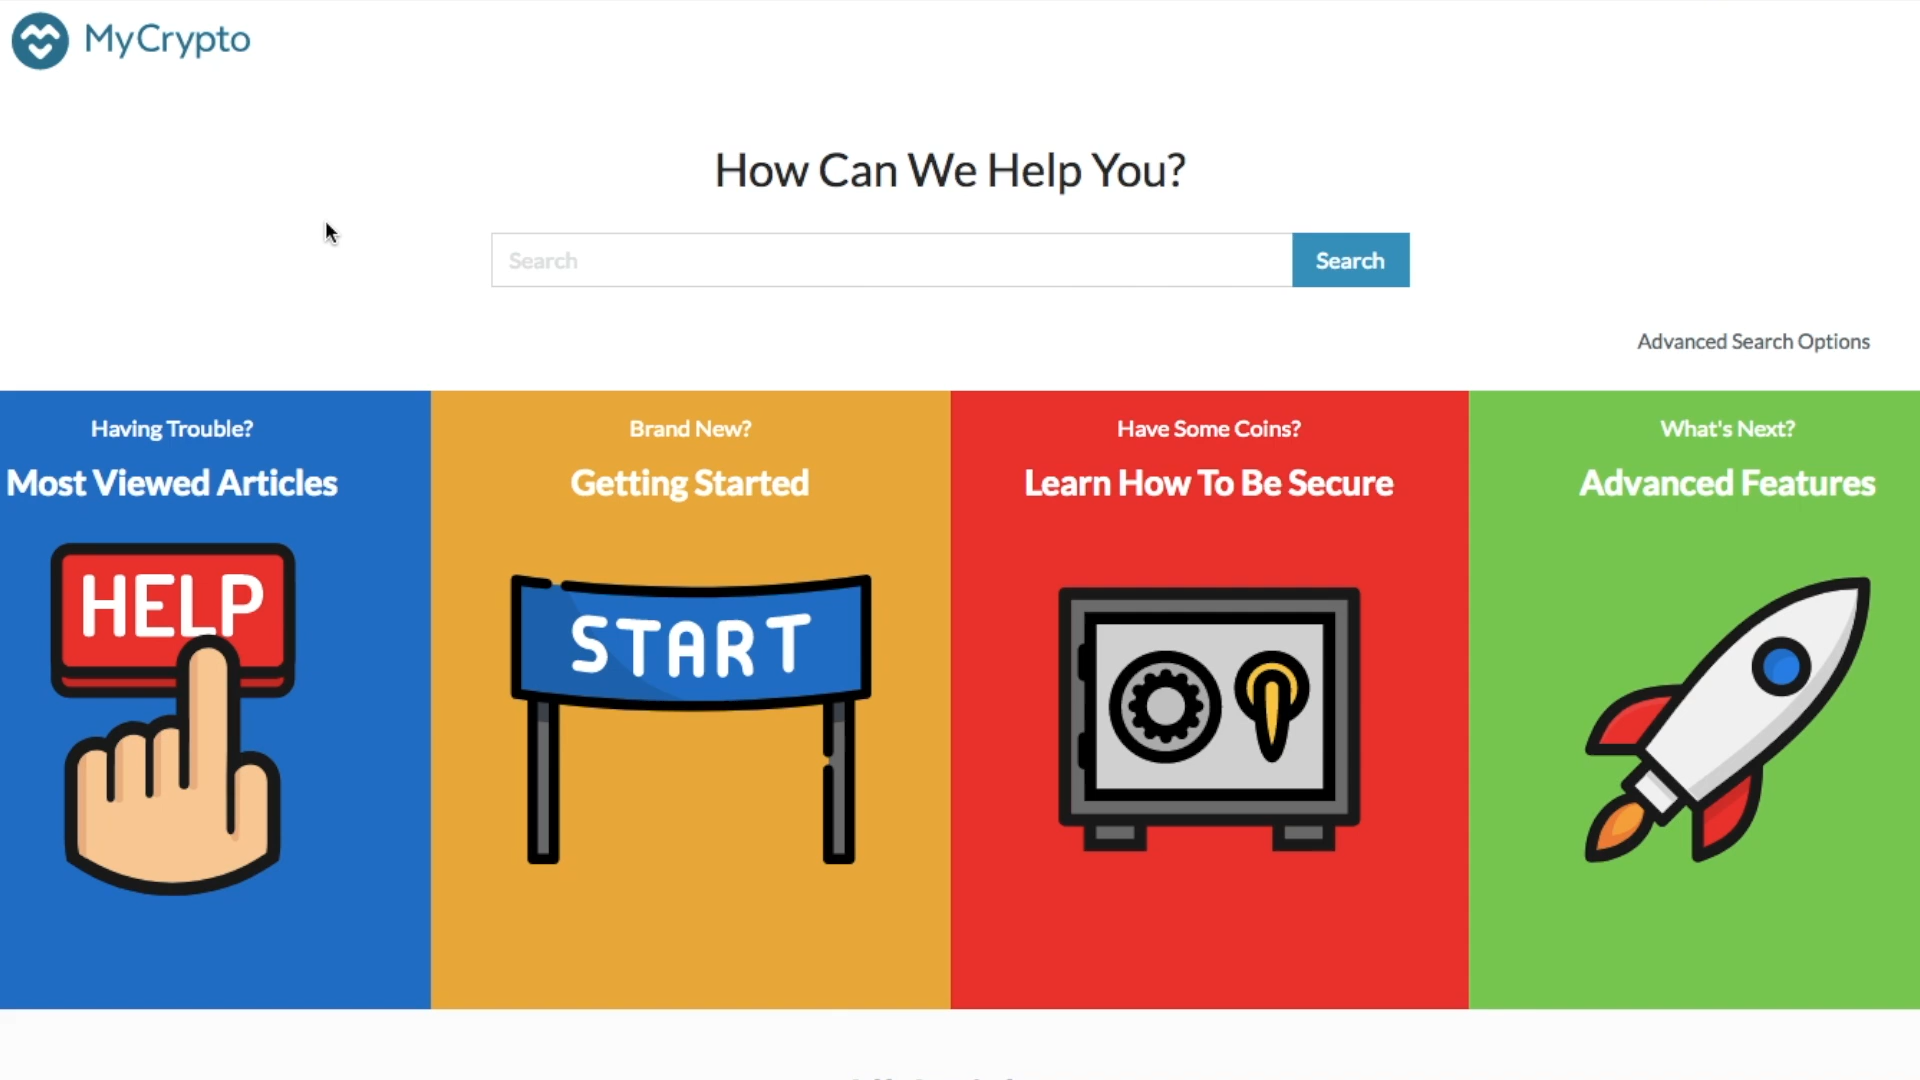 MyCrypto
How Can We Help You?
Search
Search
Advanced Search Options
Having Trouble?
Most Viewed Articles
HELP
Brand New?
Getting Started
START
Have Some Coins?
Learn How To Be Secure
What's Next?
Advanced Features